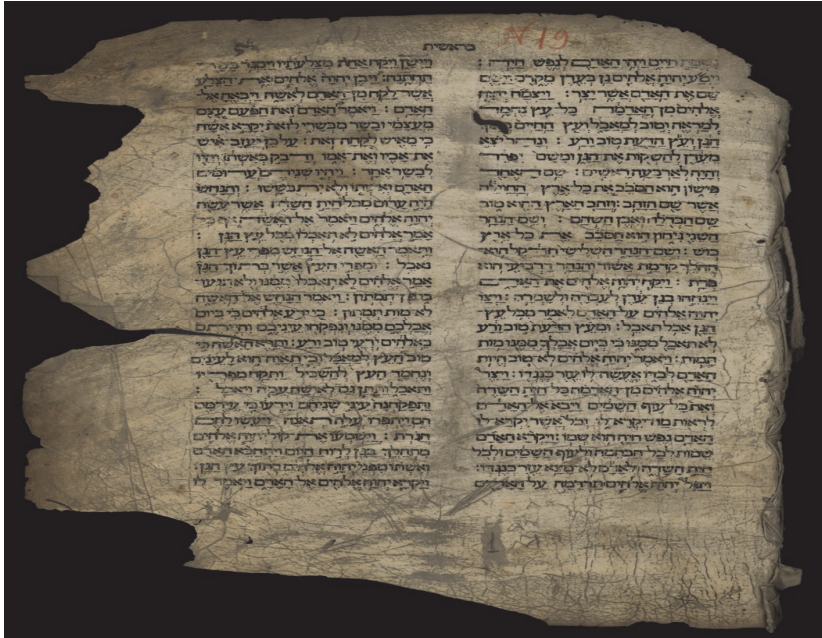 בראשית
N 19
נשמת חיים ויהי האדם לנפש חיה :
ויטע יהוה אלהים גן בעדן מקדם וישם
שם את האדם אשר יצר : ויצמח יהוה
אלהים מן האדמה כל עץ נחמד
למראה וטוב למאכל ועץ החיים בתוך
הגן ועץ הדעת טוב ורע : ונהר יצא
מעדן להשקות את הגן ומשם יפרד
והיה לארבעת ראשים : שם האחד
פישון הוא הסבב את כל ארץ החוילה
אשר שם הזהב : וזהב הארץ ההוא טוב
שם הבדלח ואבן השהם : ושם הנהר
השני גיחון הוא הסבב את כל ארץ
כוש : ושם הנהר השלישי חדקל הוא
ההלך קדמת אשור והנהר הרביעי הוא
פרת : ויקח יהוה אלהים את האדם
וינחהו בגן עדן לעבדה ולשמרה : ויצו
יהוה אלהים על האדם לאמר מכל עץ
הגן אכל תאכל : ומעץ הדעת טוב ורע
לא תאכל ממנו כי ביום אכלך ממנו מות
תמות : ויאמר יהוה אלהים לא טוב היות
האדם לבדו אעשה לו עזר כנגדו : ויצר
יהוה אלהים מן האדמה כל חית השדה
ואת כל עוף השמים ויבא אל האדם
לראות מה יקרא לו וכל אשר יקרא לו
האדם נפש חיה הוא שמו : ויקרא האדם
שמות לכל הבהמה ולעוף השמים ולכל
חית השדה ולאדם לא מצא עזר כנגדו :
ויפל יהוה אלהים תרדמה על האדם
ויישן ויקח אחת מצלעתיו ויסגר בשר
תחתנה : ויבן יהוה אלהים את הצלע
אשר לקח מן האדם לאשה ויבאה אל
האדם : ויאמר האדם זאת הפעם עצם
מעצמי ובשר מבשרי לזאת יקרא אשה
כי מאיש לקחה זאת : על כן יעזב איש
את אביו ואת אמו ודבק באשתו והיו
לבשר אחד : ויהיו שניהם ערומים
האדם ואשתו ולא יתבששו : והנחש
היה ערום מכל חית השדה אשר עשה
יהוה אלהים ויאמר אל האשה אף כי
אמר אלהים לא תאכלו מכל עץ הגן :
ותאמר האשה אל הנחש מפרי עץ הגן
נאכל : ומפרי העץ אשר בתוך הגן
אמר אלהים לא תאכלו ממנו ולא תגעו
בו פן תמתון : ויאמר הנחש אל האשה
לא מות תמתון : כי ידע אלהים כי ביום
אכלכם ממנו ונפקחו עיניכם והייתם
כאלהים ידעי טוב ורע : ותרא האשה כי
טוב העץ למאכל וכי תאוה הוא לעינים
ונחמד העץ להשכיל ותקח מפריו
ותאכל ותתן גם לאישה עמה ויאכל :
ותפקחנה עיני שניהם וידעו כי עירמם
הם ויתפרו עלה תאנה ויעשו להם
חגרת : וישמעו את קול יהוה אלהים
מתהלך בגן לרוח היום ויתחבא האדם
ואשתו מפני יהוה אלהים בתוך עץ הגן :
ויקרא יהוה אלהים אל האדם ויאמר לו
1